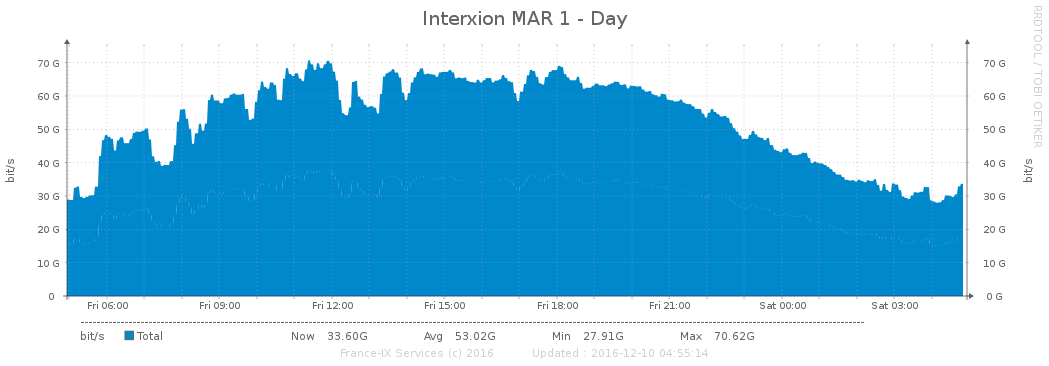 Interxion MAR 1 - Day
RRDTOOL / TOBI OETIKER
bit/s
70 G 70 G
60 G 60 G
50 G 50 G
40 G 40 G
30 G 30 G
20 G 20 G
10 G 10 G
0 0 G
bit/s
Fri 06:00 Fri 09:00 Fri 12:00 Fri 15:00 Fri 18:00 Fri 21:00 Sat 00:00 Sat 03:00
bit/s Total Now 33.60G Avg 53.02G Min 27.91G Max 70.62G
France-IX Services (c) 2016 Updated : 2016-12-10 04:55:14